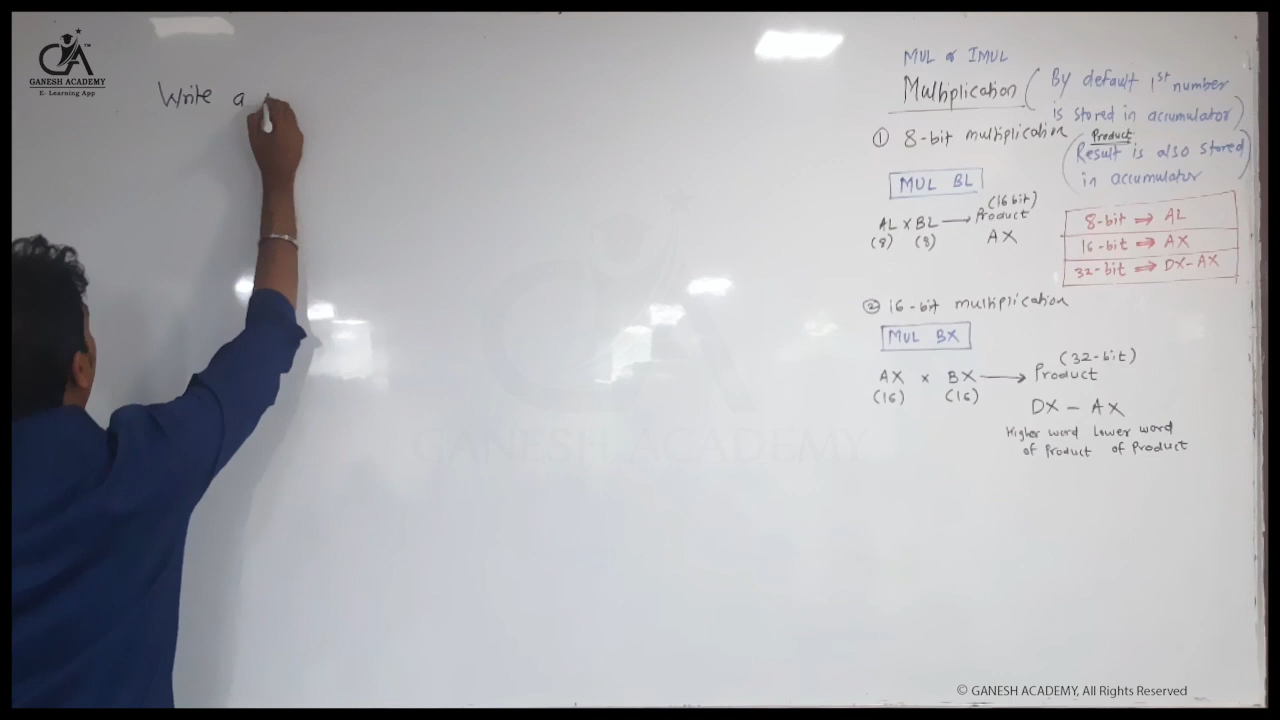 GANESH ACADEMY™
E- Learning App
Write a
MUL or IMUL
Multiplication ( By default 1st number
is stored in accumulator)
① 8-bit multiplication
Product
( Result is also stored
in accumulator )
MUL BL
AL × BL → Product (16 bit)
(8) (8) AX
8-bit ⇒ AL
16-bit ⇒ AX
32-bit ⇒ DX-AX
② 16-bit multiplication
MUL BX
(32-bit)
AX × BX → Product
(16) (16)
DX - AX
Higher word Lower word
of Product of Product
GANESH ACADEMY
© GANESH ACADEMY, All Rights Reserved